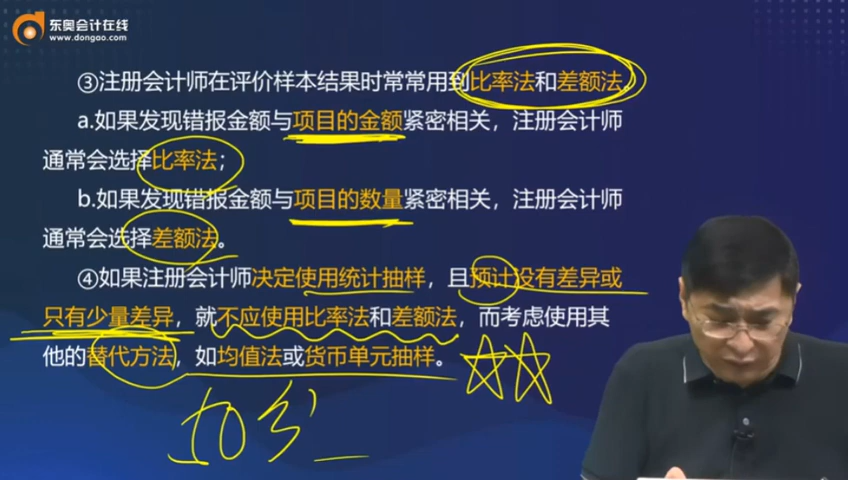 东奥会计在线
www.dongao.com
③注册会计师在评价样本结果时常常用到比率法和差额法。
a.如果发现错报金额与项目的金额紧密相关，注册会计师
通常会选择比率法；
b.如果发现错报金额与项目的数量紧密相关，注册会计师
通常会选择差额法。
④如果注册会计师决定使用统计抽样，且预计没有差异或
只有少量差异，就不应使用比率法和差额法，而考虑使用其
他的替代方法，如均值法或货币单元抽样。